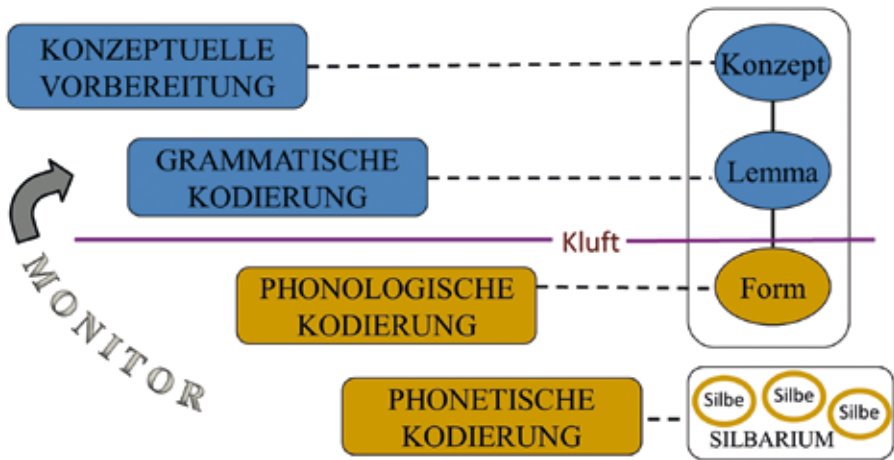 KONZEPTUELLE
VORBEREITUNG
Konzept
GRAMMATISCHE
KODIERUNG
Lemma
Kluft
MONITOR
PHONOLOGISCHE
KODIERUNG
Form
PHONETISCHE
KODIERUNG
Silbe
Silbe
Silbe
SILBARIUM